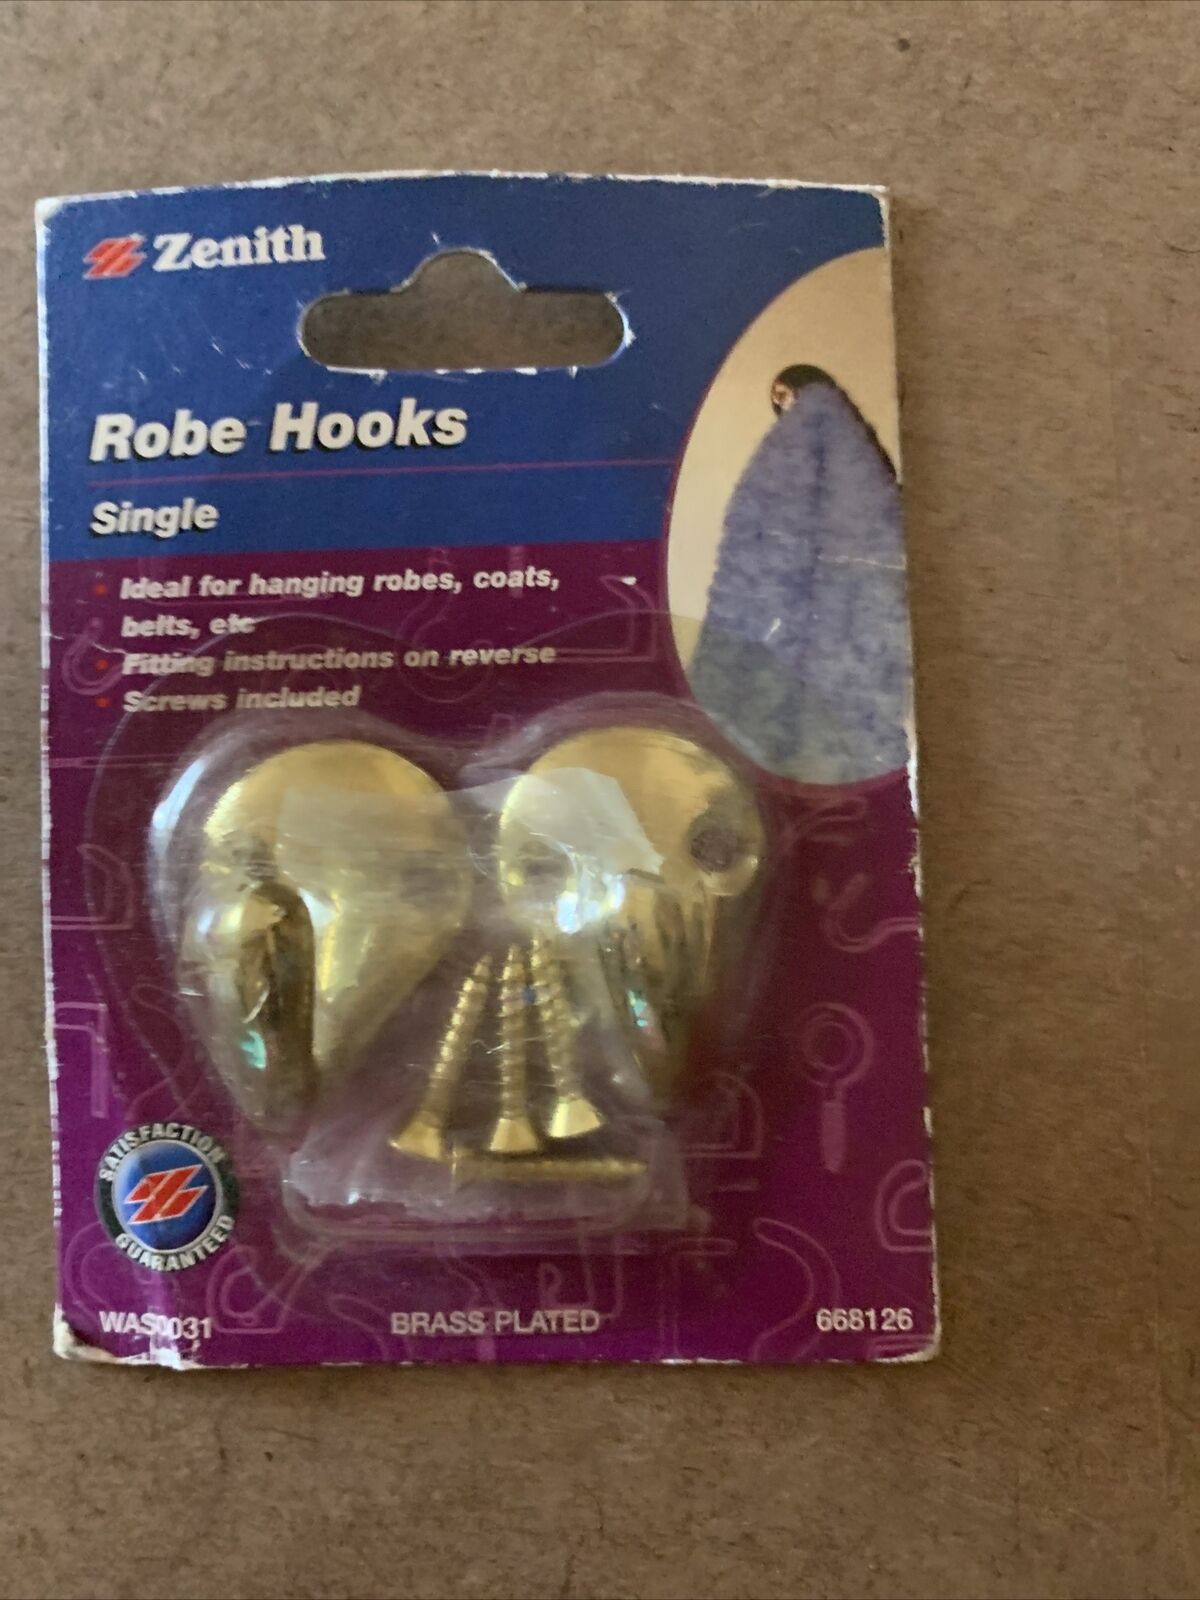 Zenith
Robe Hooks
Single
• Ideal for hanging robes, coats,
belts, etc
• Fitting instructions on reverse
• Screws included
SATISFACTION
GUARANTEED
WAS0031
BRASS PLATED
668126